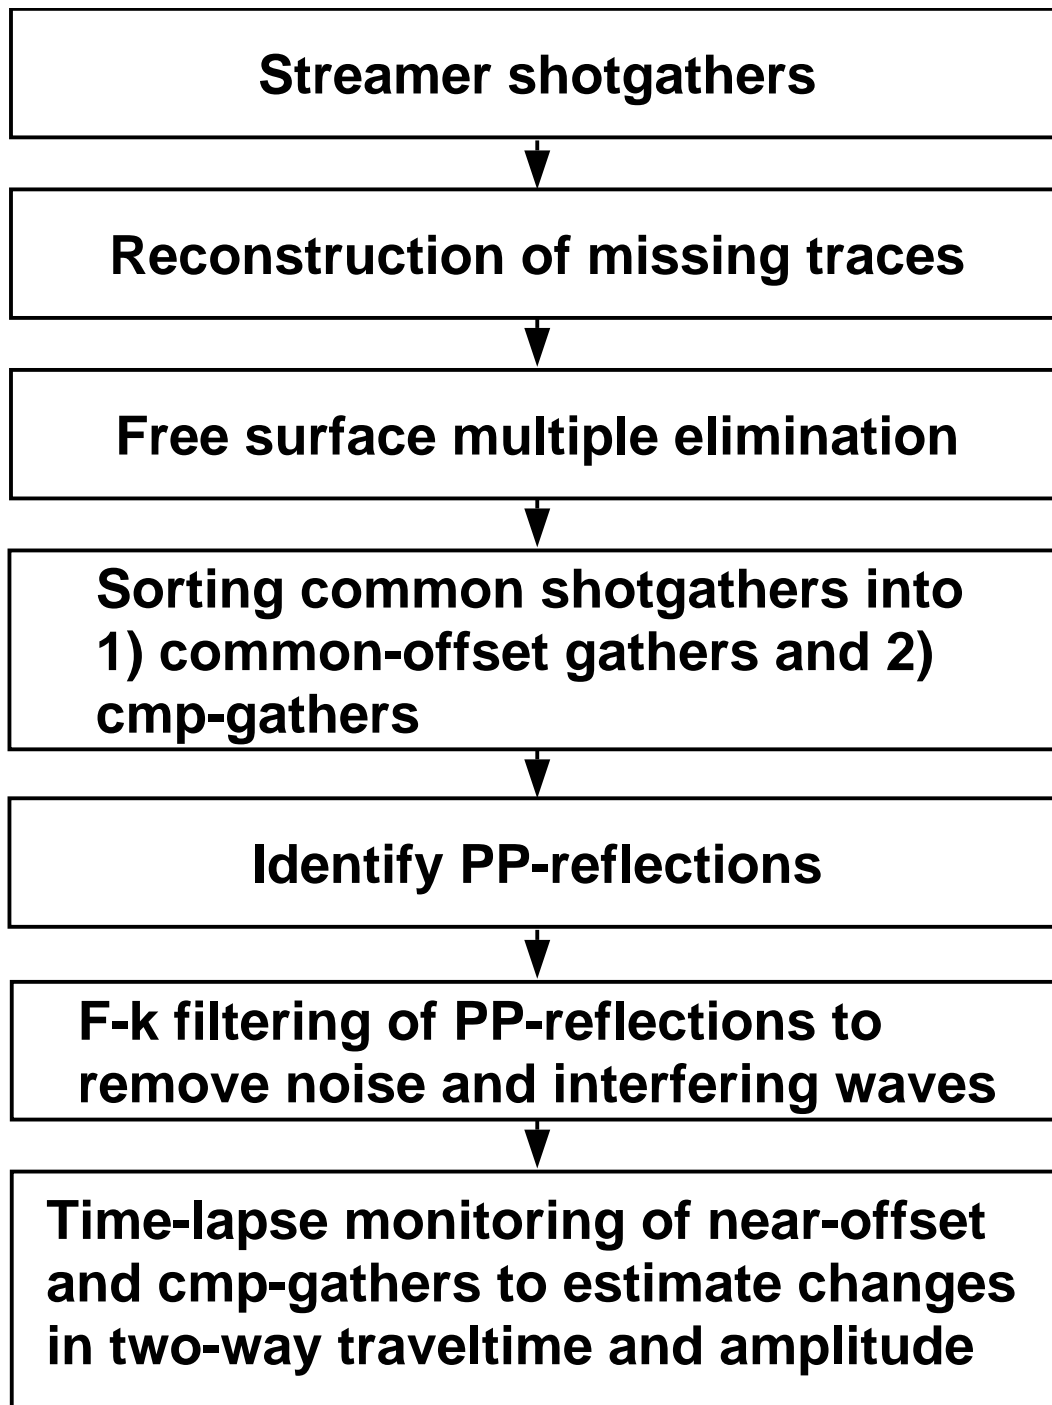 Streamer shotgathers
Reconstruction of missing traces
Free surface multiple elimination
Sorting common shotgathers into
1) common-offset gathers and 2)
cmp-gathers
Identify PP-reflections
F-k filtering of PP-reflections to
remove noise and interfering waves
Time-lapse monitoring of near-offset
and cmp-gathers to estimate changes
in two-way traveltime and amplitude